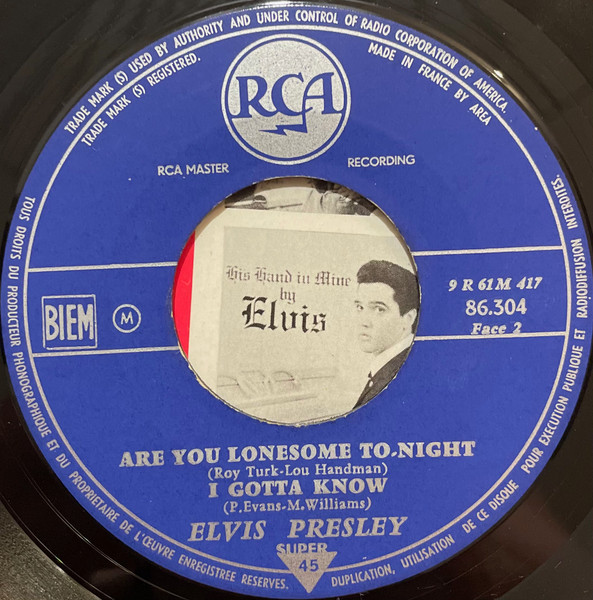 TRADE MARK (S) USED BY AUTHORITY AND UNDER CONTROL OF RADIO CORPORATION OF AMERICA.
TRADE MARK (S) REGISTERED.
MADE IN FRANCE BY AREA
RCA
RCA MASTER RECORDING
His Hand in Mine
by
Elvis
BIEM
M
9 R 61 M 417
86.304
Face 2
ARE YOU LONESOME TO-NIGHT
(Roy Turk-Lou Handman)
I GOTTA KNOW
(P.Evans-M.Williams)
ELVIS PRESLEY
SUPER
45
TOUS DROITS DU PRODUCTEUR PHONOGRAPHIQUE ET DU PROPRIETAIRE DE L'ŒUVRE ENREGISTREE RESERVES. DUPLICATION, UTILISATION DE CE DISQUE POUR EXECUTION PUBLIQUE ET RADIODIFFUSION INTERDITES.